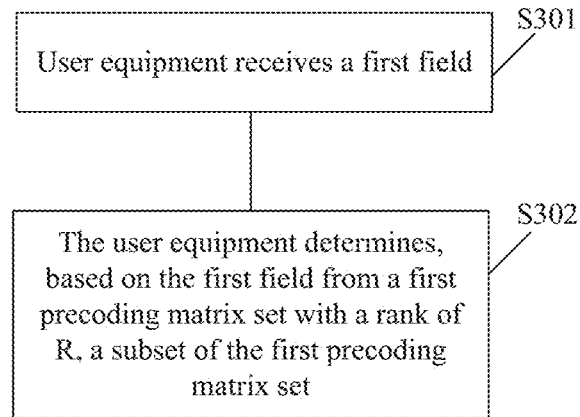 S301
User equipment receives a first field
S302
The user equipment determines,
based on the first field from a first
precoding matrix set with a rank of
R, a subset of the first precoding
matrix set